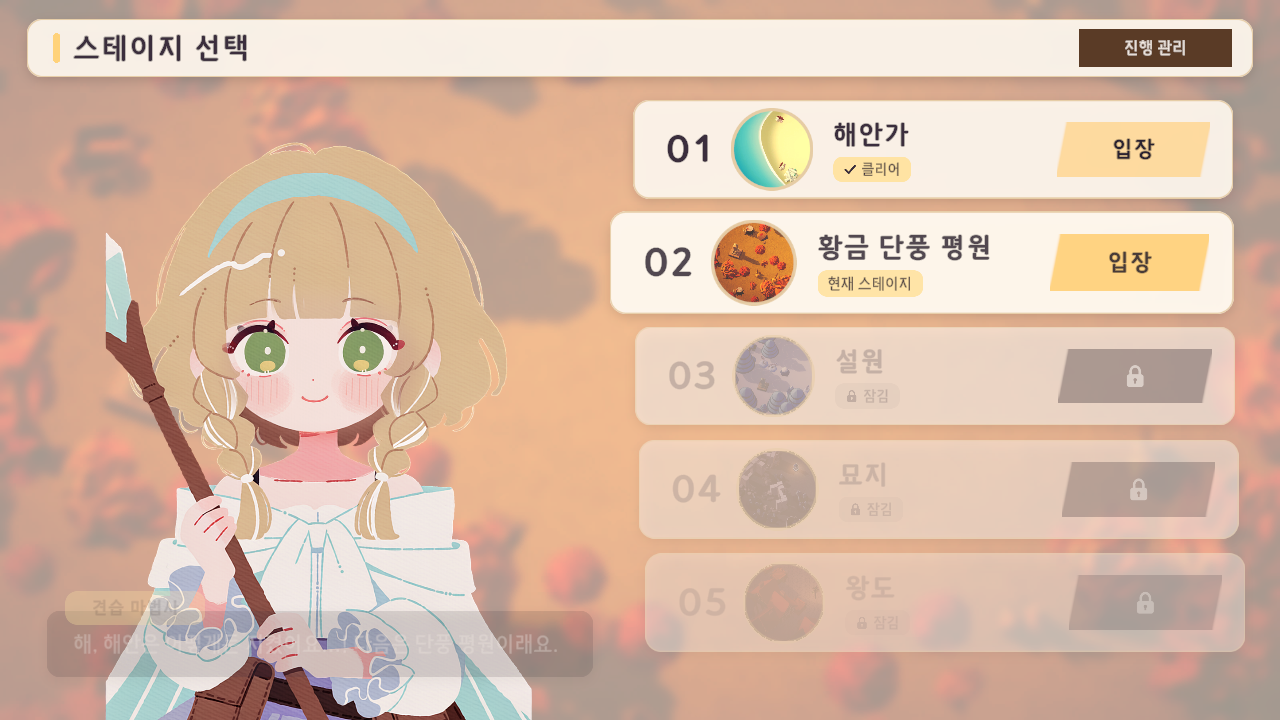 스테이지 선택
진행 관리
01
해안가
클리어
입장
02
황금 단풍 평원
현재 스테이지
입장
03
설원
잠김
04
묘지
잠김
05
왕도
잠김
견습 마법사
해, 해안은 다음은 단풍 평원이래요.